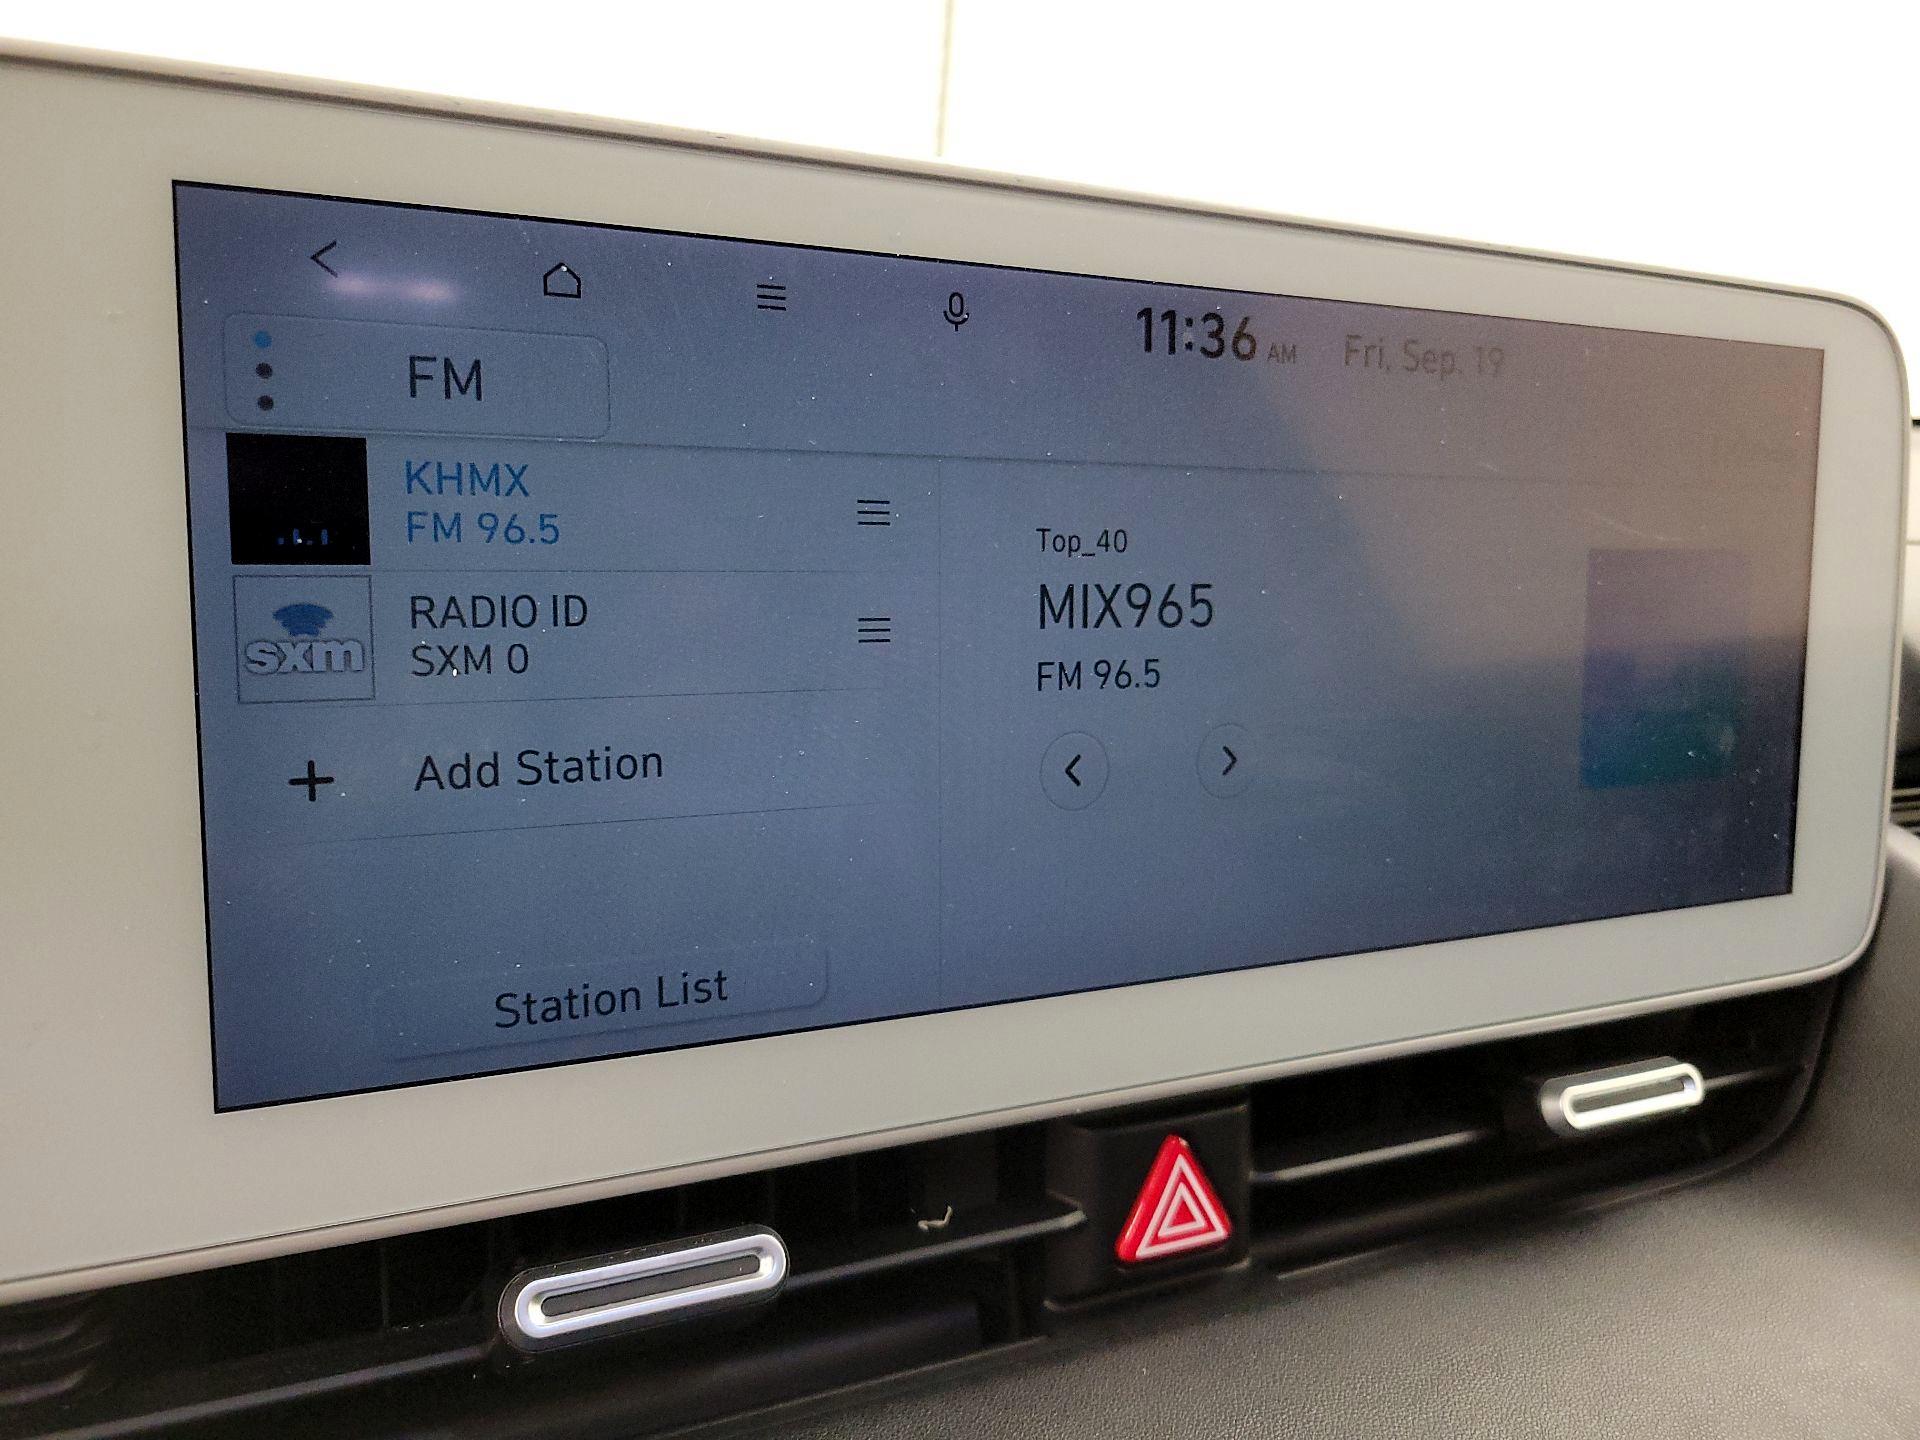 11:36 AM Fri, Sep. 19
FM
KHMX
FM 96.5
sxm
RADIO ID
SXM 0
Add Station
Station List
Top_40
MIX965
FM 96.5